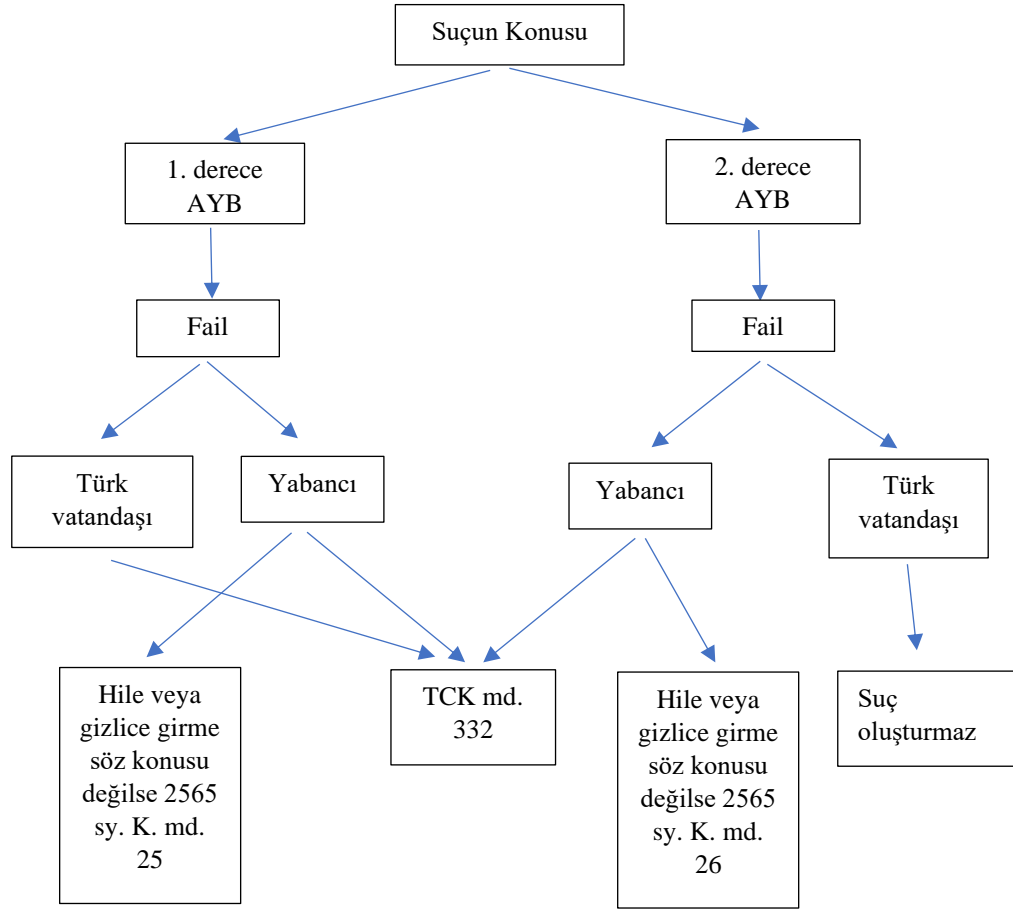 Suçun Konusu
1. derece
AYB
2. derece
AYB
Fail
Fail
Türk
vatandaşı
Yabancı
Yabancı
Türk
vatandaşı
Hile veya
gizlice girme
söz konusu
değilse 2565
sy. K. md.
25
TCK md.
332
Hile veya
gizlice girme
söz konusu
değilse 2565
sy. K. md.
26
Suç
oluşturmaz